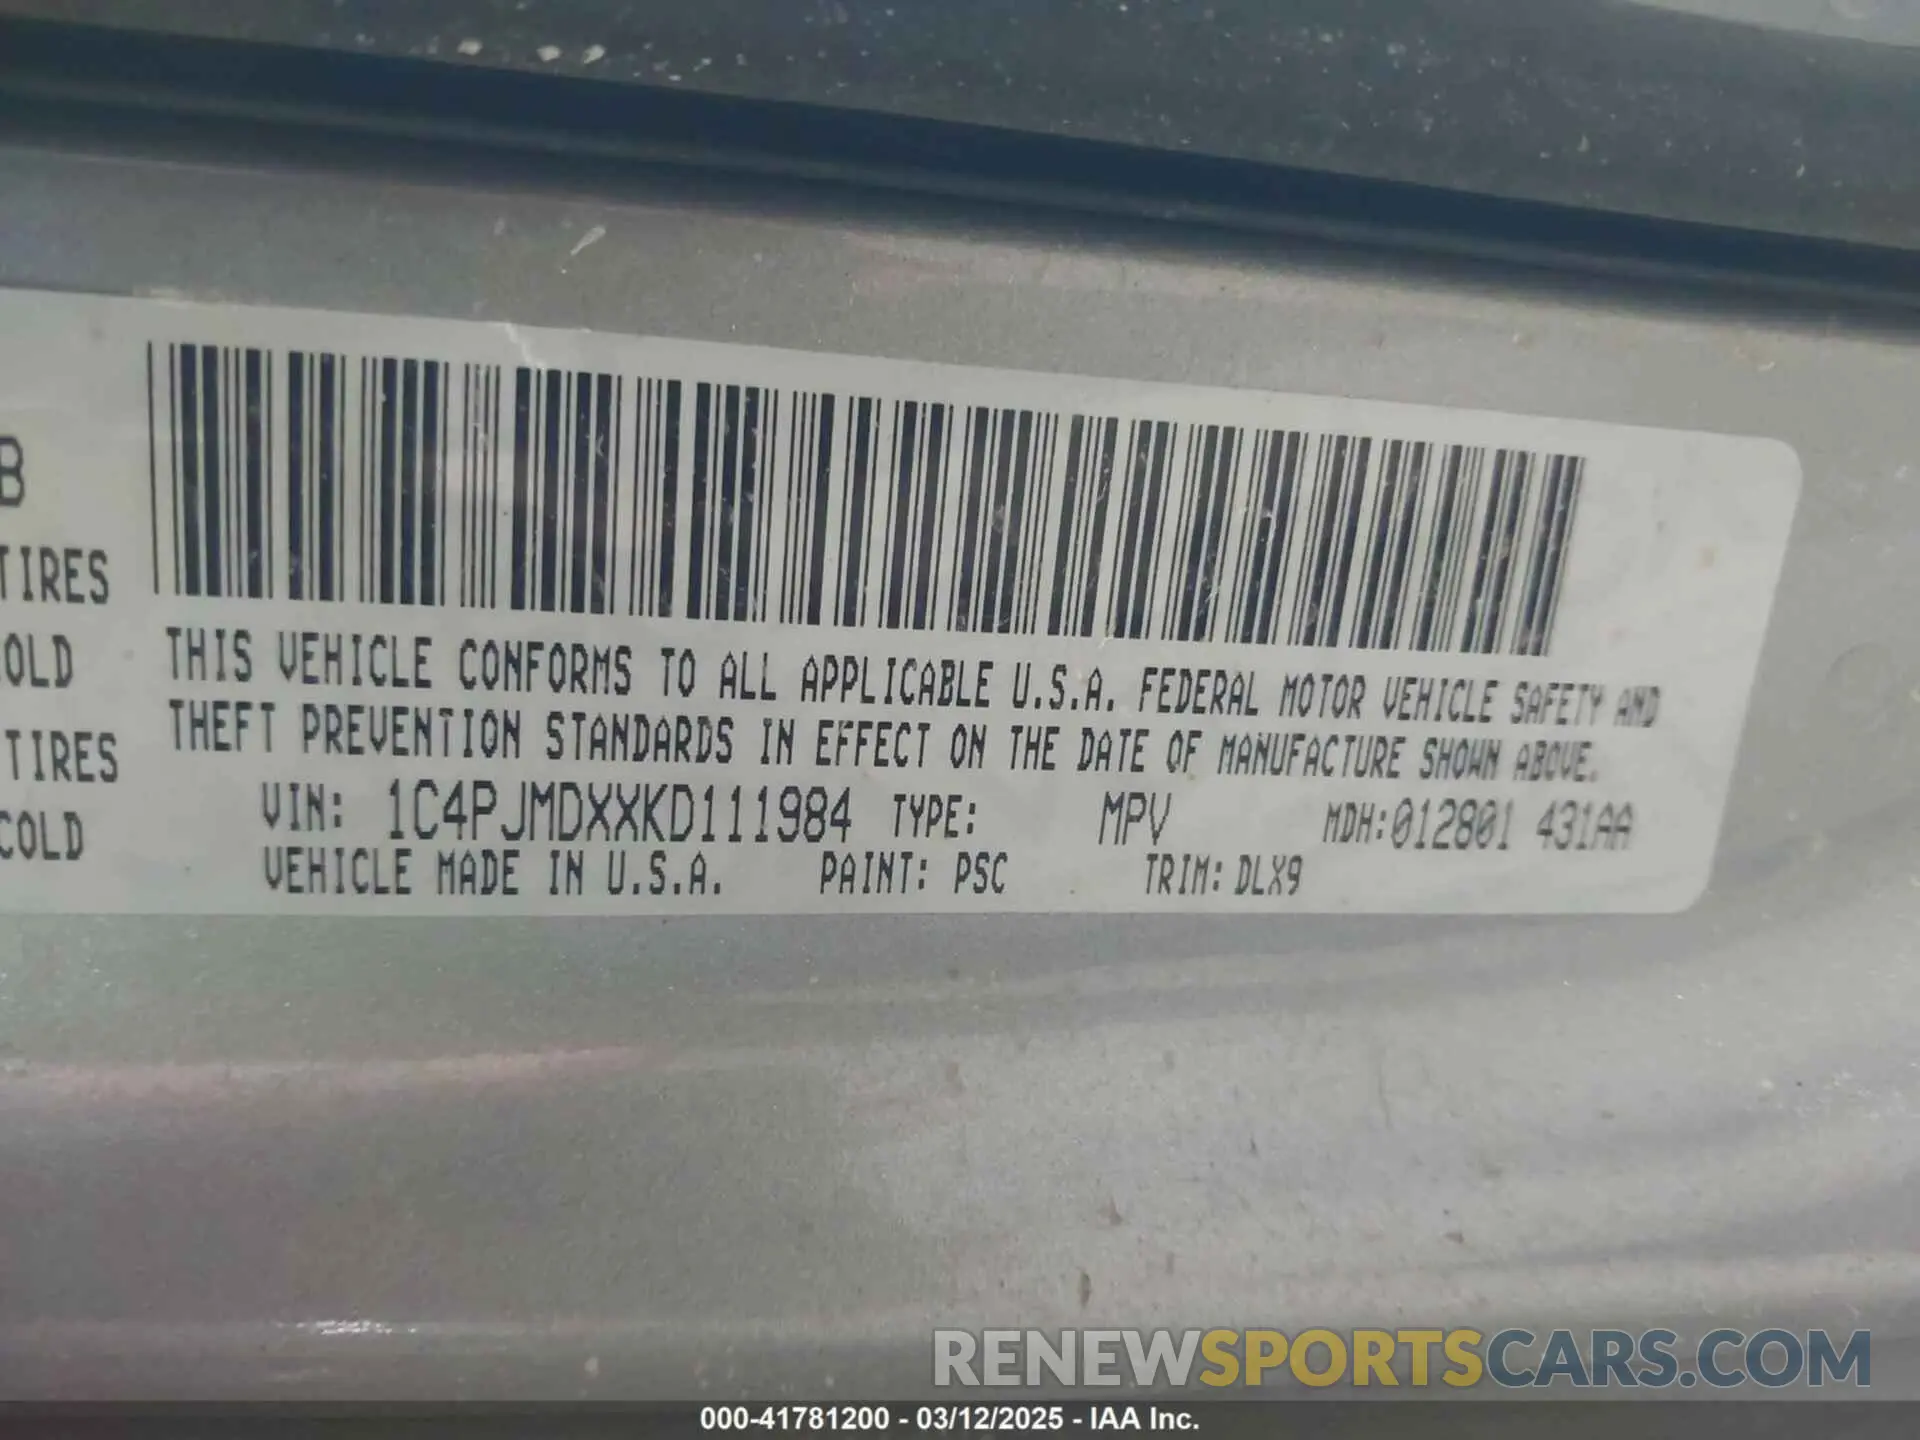 B
TIRES
COLD
TIRES
COLD
THIS VEHICLE CONFORMS TO ALL APPLICABLE U.S.A. FEDERAL MOTOR VEHICLE SAFETY AND
THEFT PREVENTION STANDARDS IN EFFECT ON THE DATE OF MANUFACTURE SHOWN ABOVE.
VIN: 1C4PJMDXXKD111984 TYPE: MPV MDH:012801 431AA
VEHICLE MADE IN U.S.A. PAINT: PSC TRIM: DLX9
RENEWSPORTSCARS.COM
000-41781200 - 03/12/2025 - IAA Inc.